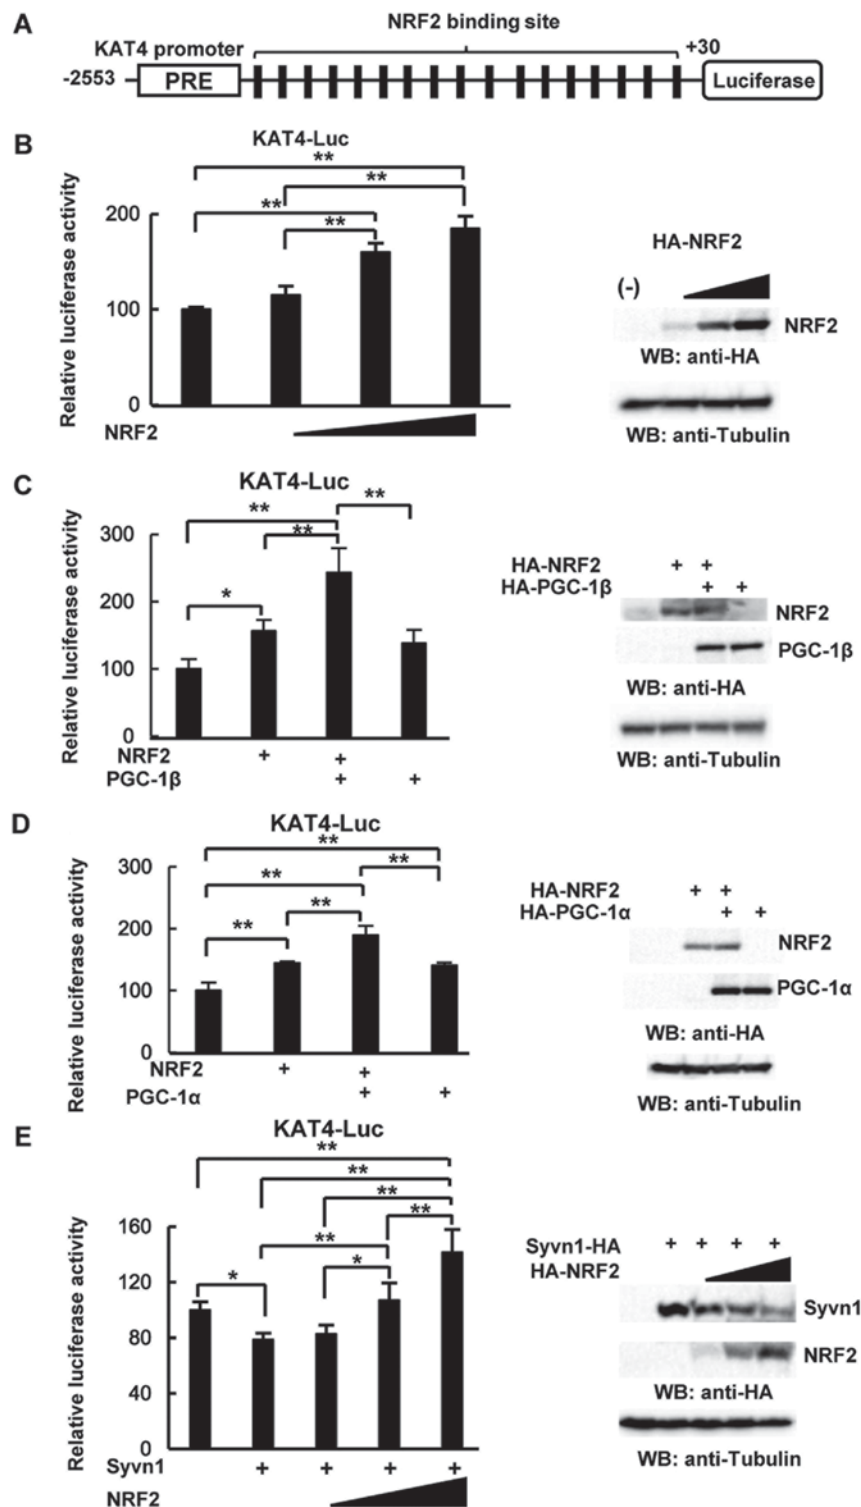 A
NRF2 binding site
KAT4 promoter
+30
-2553
PRE
Luciferase
B
KAT4-Luc
**
**
**
**
Relative luciferase activity
200
100
0
NRF2
HA-NRF2
(-)
NRF2
WB: anti-HA
WB: anti-Tubulin
C
KAT4-Luc
**
**
**
*
Relative luciferase activity
300
200
100
0
NRF2 + +
PGC-1β + +
HA-NRF2 + +
HA-PGC-1β + +
NRF2
PGC-1β
WB: anti-HA
WB: anti-Tubulin
D
KAT4-Luc
**
**
**
**
**
Relative luciferase activity
300
200
100
0
NRF2 + +
PGC-1α + +
HA-NRF2 + +
HA-PGC-1α + +
NRF2
PGC-1α
WB: anti-HA
WB: anti-Tubulin
E
KAT4-Luc
**
**
**
**
**
*
*
Relative luciferase activity
160
120
80
40
0
Syvn1 + + + +
NRF2
Syvn1-HA + + + +
HA-NRF2
Syvn1
NRF2
WB: anti-HA
WB: anti-Tubulin